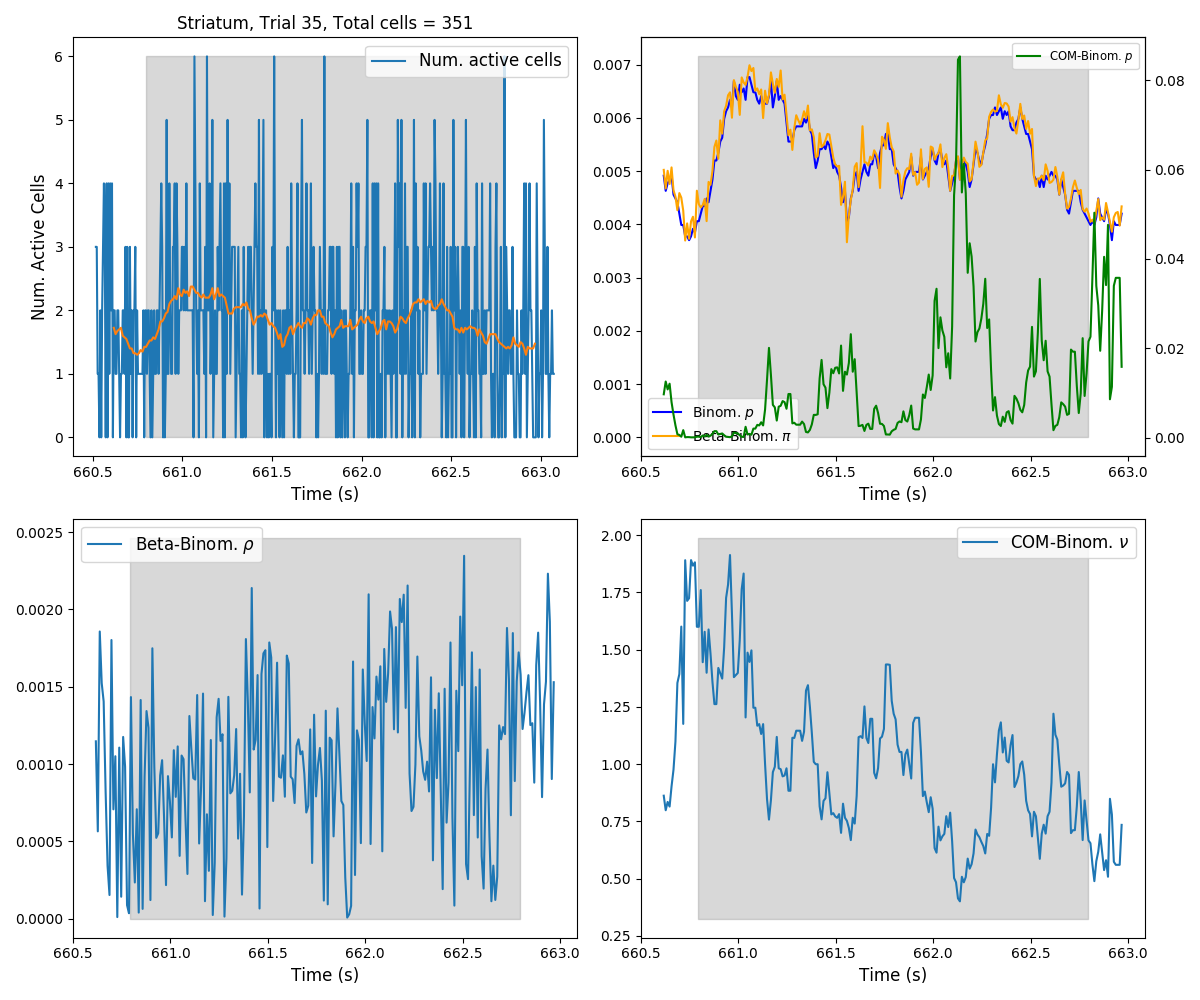 Striatum, Trial 35, Total cells = 351
Num. active cells
Num. Active Cells
6
5
4
3
2
1
0
660.5 661.0 661.5 662.0 662.5 663.0
Time (s)
COM-Binom. p
0.007
0.006
0.005
0.004
0.003
0.002
0.001
0.000
0.08
0.06
0.04
0.02
0.00
Binom. p
Beta-Binom. π
660.5 661.0 661.5 662.0 662.5 663.0
Time (s)
Beta-Binom. ρ
0.0025
0.0020
0.0015
0.0010
0.0005
0.0000
660.5 661.0 661.5 662.0 662.5 663.0
Time (s)
COM-Binom. ν
2.00
1.75
1.50
1.25
1.00
0.75
0.50
0.25
660.5 661.0 661.5 662.0 662.5 663.0
Time (s)